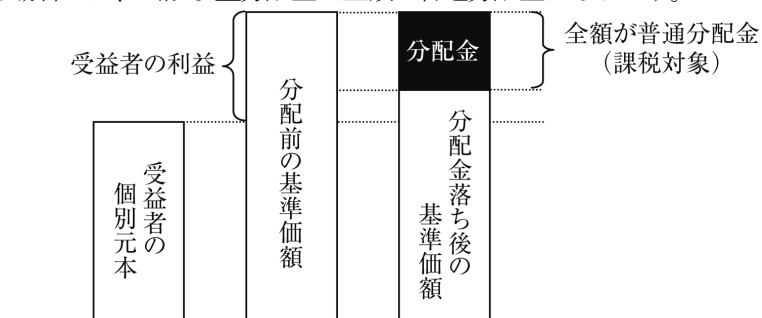 受益者の利益
分配金
全額が普通分配金
（課税対象）
受益者の
個別元本
分配前の基準価額
分配金落ち後の
基準価額